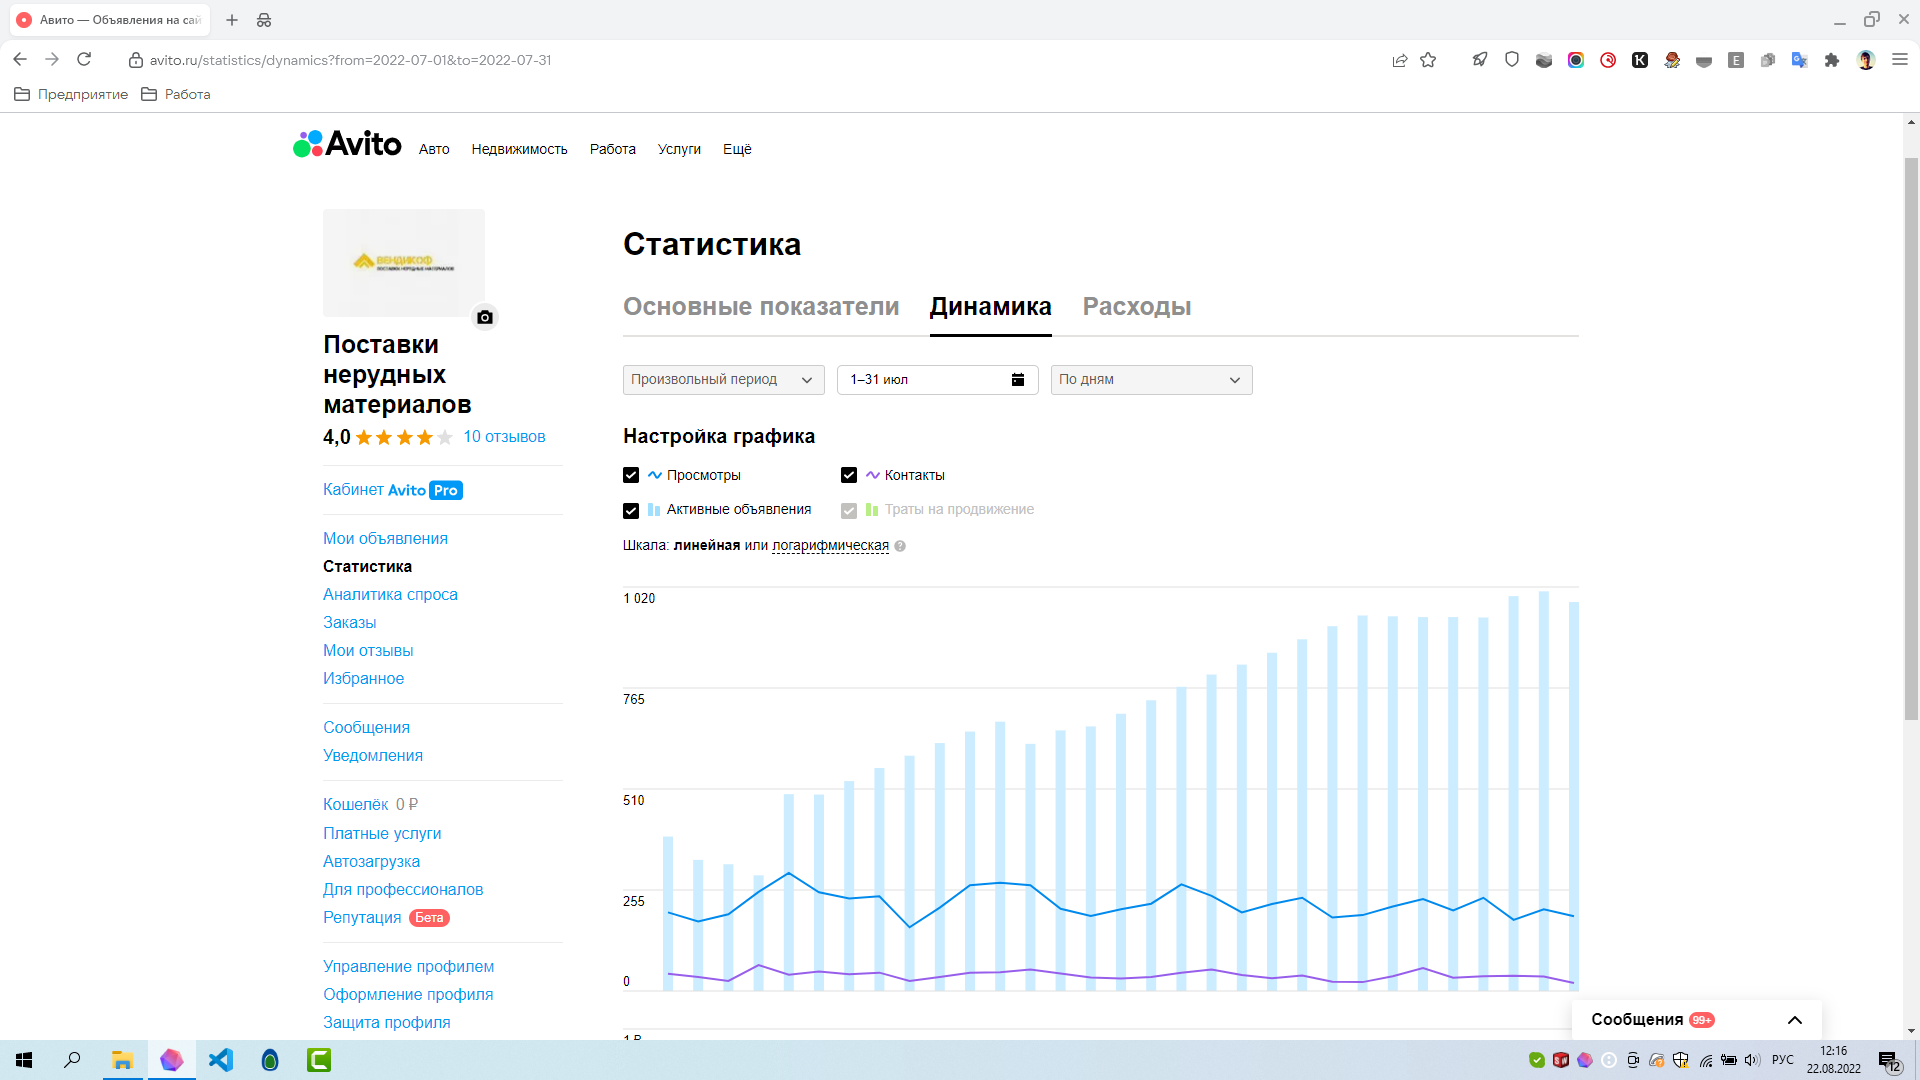 Авито — Объявления на сай
avito.ru/statistics/dynamics?from=2022-07-01&to=2022-07-31
Предприятие
Работа
Avito
Авто
Недвижимость
Работа
Услуги
Ещё
ВЕНДИКОФ
ПОСТАВКИ НЕРУДНЫХ МАТЕРИАЛОВ
Поставки
нерудных
материалов
4,0
10 отзывов
Кабинет Avito Pro
Мои объявления
Статистика
Аналитика спроса
Заказы
Мои отзывы
Избранное
Сообщения
Уведомления
Кошелёк 0 ₽
Платные услуги
Автозагрузка
Для профессионалов
Репутация Бета
Управление профилем
Оформление профиля
Защита профиля
Статистика
Основные показатели
Динамика
Расходы
Произвольный период
1–31 июл
По дням
Настройка графика
Просмотры
Контакты
Активные объявления
Траты на продвижение
Шкала: линейная или логарифмическая ?
1 020
765
510
255
0
1 ₽
Сообщения 99+
РУС
12:16
22.08.2022
12